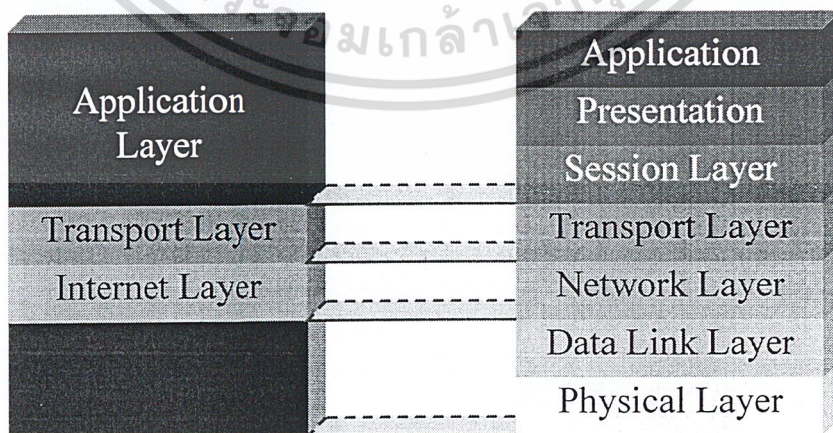 Application
Layer
Transport Layer
Internet Layer
Application
Presentation
Session Layer
Transport Layer
Network Layer
Data Link Layer
Physical Layer